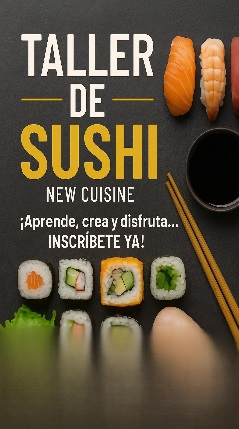 TALLER
DE
SUSHI
NEW CUISINE
¡Aprende, crea y disfruta...
INSCRÍBETE YA!